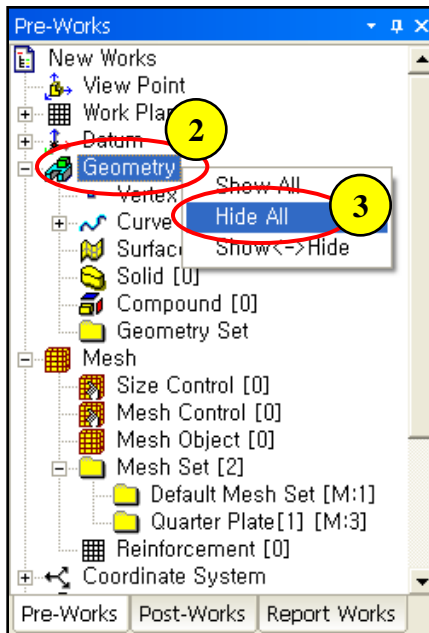 Pre-Works
New Works
View Point
Work Pla
2
Datum
Geometry
Show All
Vertex
Hide All
3
Curve
Surfac
Show<->Hide
Solid [0]
Compound [0]
Geometry Set
Mesh
Size Control [0]
Mesh Control [0]
Mesh Object [0]
Mesh Set [2]
Default Mesh Set [M:1]
Quarter Plate[1] [M:3]
Reinforcement [0]
Coordinate System
Pre-Works Post-Works Report Works